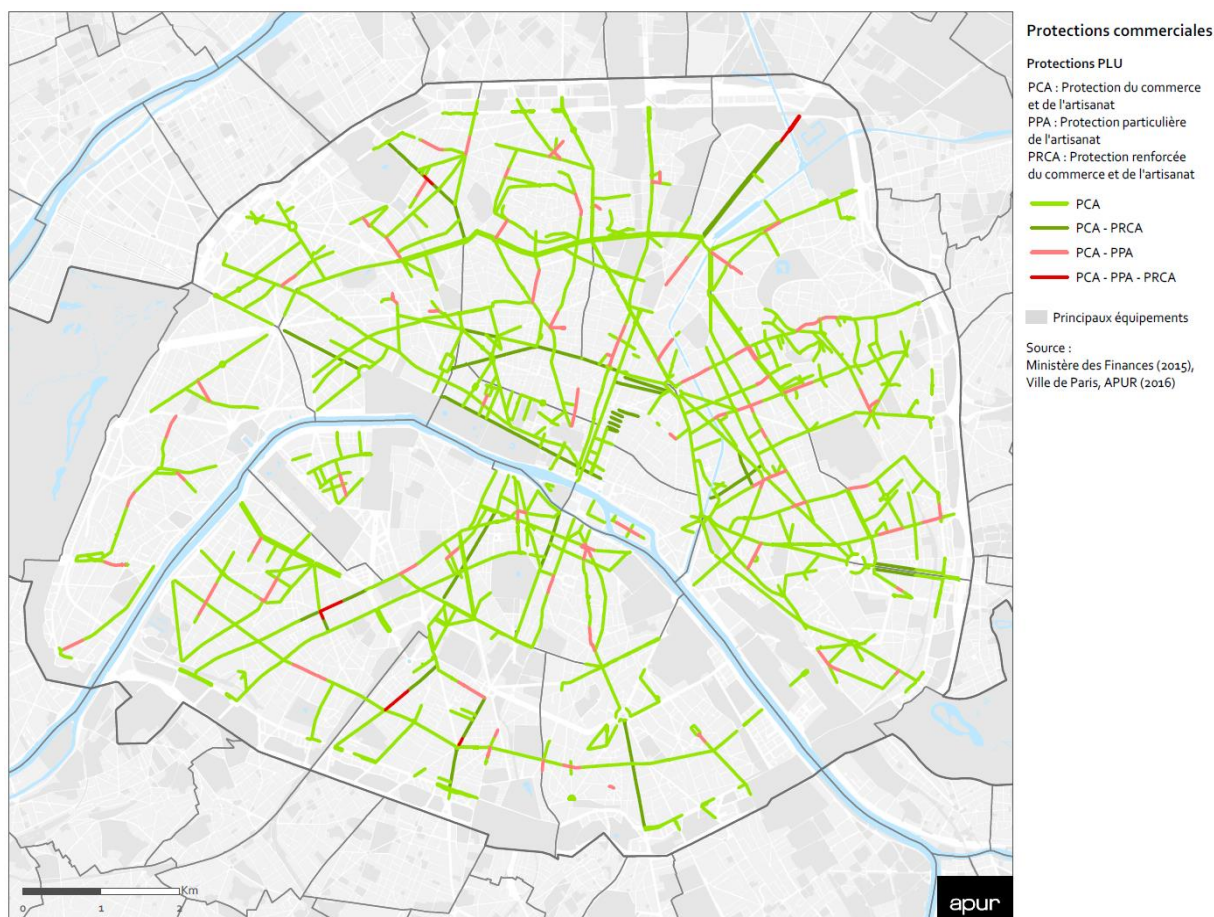 Protections commerciales
Protections PLU
PCA : Protection du commerce
et de l'artisanat
PPA : Protection particulière
de l'artisanat
PRCA : Protection renforcée
du commerce et de l'artisanat
PCA
PCA - PRCA
PCA - PPA
PCA - PPA - PRCA
Principaux équipements
Source :
Ministère des Finances (2015),
Ville de Paris, APUR (2016)
Km
0 1 2
apur